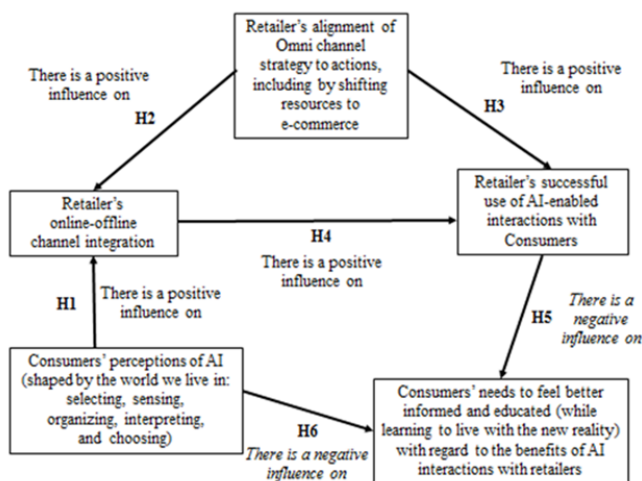 Retailer's alignment of
Omni channel
strategy to actions,
including by shifting
resources to
e-commerce
There is a positive
influence on
H2
There is a positive
influence on
H3
Retailer's
online-offline
channel integration
Retailer's successful
use of AI-enabled
interactions with
Consumers
H4
There is a positive
influence on
H1
There is a positive
influence on
H5
There is a
negative
influence on
Consumers' perceptions of AI
(shaped by the world we live in:
selecting, sensing,
organizing, interpreting,
and choosing)
H6
There is a negative
influence on
Consumers' needs to feel better
informed and educated (while
learning to live with the new reality)
with regard to the benefits of AI
interactions with retailers